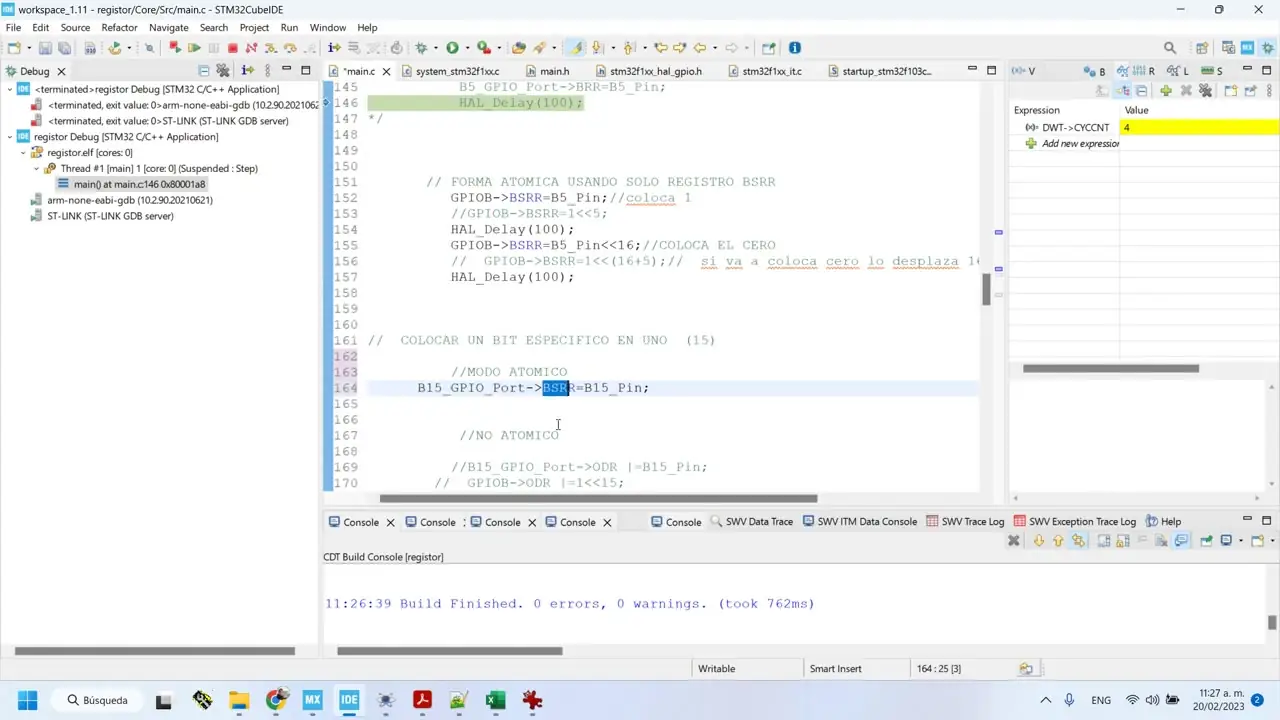 IDE workspace_1.11 - registor/Core/Src/main.c - STM32CubeIDE
File Edit Source Refactor Navigate Search Project Run Window Help
Debug
*main.c system_stm32f1xx.c main.h stm32f1xx_hal_gpio.h stm32f1xx_it.c startup_stm32f103c...
<terminated>registor Debug [STM32 C/C++ Application]
<terminated, exit value: 0>arm-none-eabi-gdb (10.2.90.2021062
<terminated, exit value: 0>ST-LINK (ST-LINK GDB server)
registor Debug [STM32 C/C++ Application]
registor.elf [cores: 0]
Thread #1 [main] 1 [core: 0] (Suspended : Step)
main() at main.c:146 0x80001a8
arm-none-eabi-gdb (10.2.90.20210621)
ST-LINK (ST-LINK GDB server)
145 B5_GPIO_Port->BRR=B5_Pin;
146 HAL_Delay(100);
147 */
148
149
150
151 // FORMA ATOMICA USANDO SOLO REGISTRO BSRR
152 GPIOB->BSRR=B5_Pin;//coloca 1
153 //GPIOB->BSRR=1<<5;
154 HAL_Delay(100);
155 GPIOB->BSRR=B5_Pin<<16;//COLOCA EL CERO
156 // GPIOB->BSRR=1<<(16+5);// si va a coloca cero lo desplaza 16
157 HAL_Delay(100);
158
159
160
161 // COLOCAR UN BIT ESPECIFICO EN UNO (15)
162
163 //MODO ATOMICO
164 B15_GPIO_Port->BSRR=B15_Pin;
165
166
167 //NO ATOMICO
168
169 //B15_GPIO_Port->ODR |=B15_Pin;
170 // GPIOB->ODR |=1<<15;
V B R L C
Expression Value
(x)= DWT->CYCCNT 4
Add new expression
Console Console : Console Console Console SWV Data Trace SWV ITM Data Console SWV Trace Log SWV Exception Trace Log Help
CDT Build Console [registor]
11:26:39 Build Finished. 0 errors, 0 warnings. (took 762ms)
Writable Smart Insert 164 : 25 [3]
Búsqueda MX IDE ENG 11:27 a. m.
20/02/2023 2